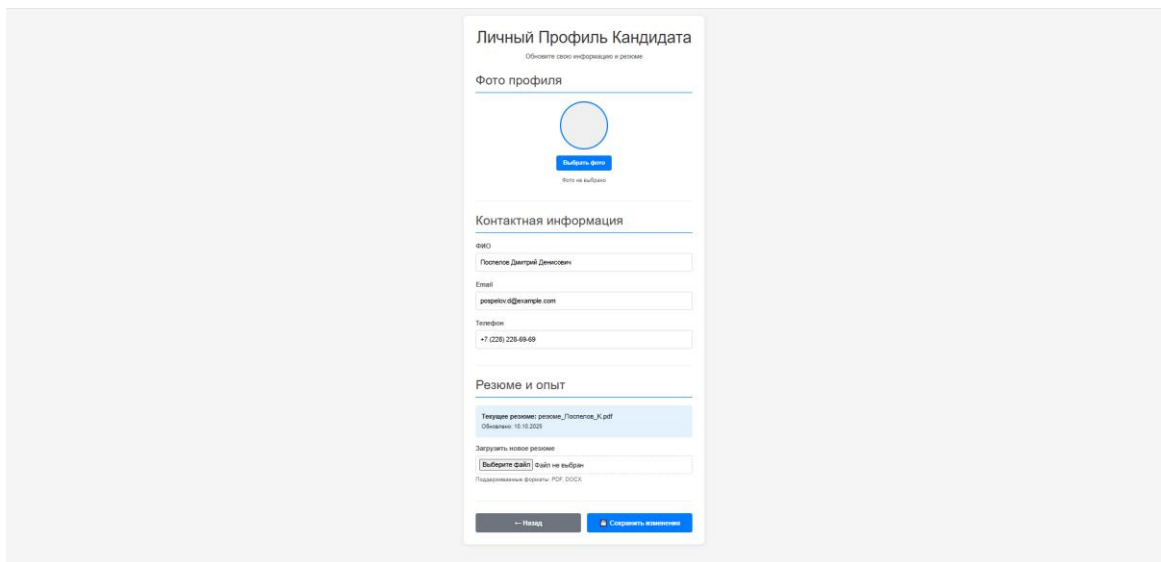 Личный Профиль Кандидата
Обновите свою информацию и резюме
Фото профиля
Выбрать фото
Фото не выбрано
Контактная информация
ФИО
Поспелов Дмитрий Денисович
Email
pospelov.d@example.com
Телефон
+7 (228) 228-69-69
Резюме и опыт
Текущее резюме: резюме_Поспелов_К.pdf
Обновлено: 10.10.2025
Загрузить новое резюме
Выберите файл Файл не выбран
Поддерживаемые форматы: PDF, DOCX
← Назад
Сохранить изменения